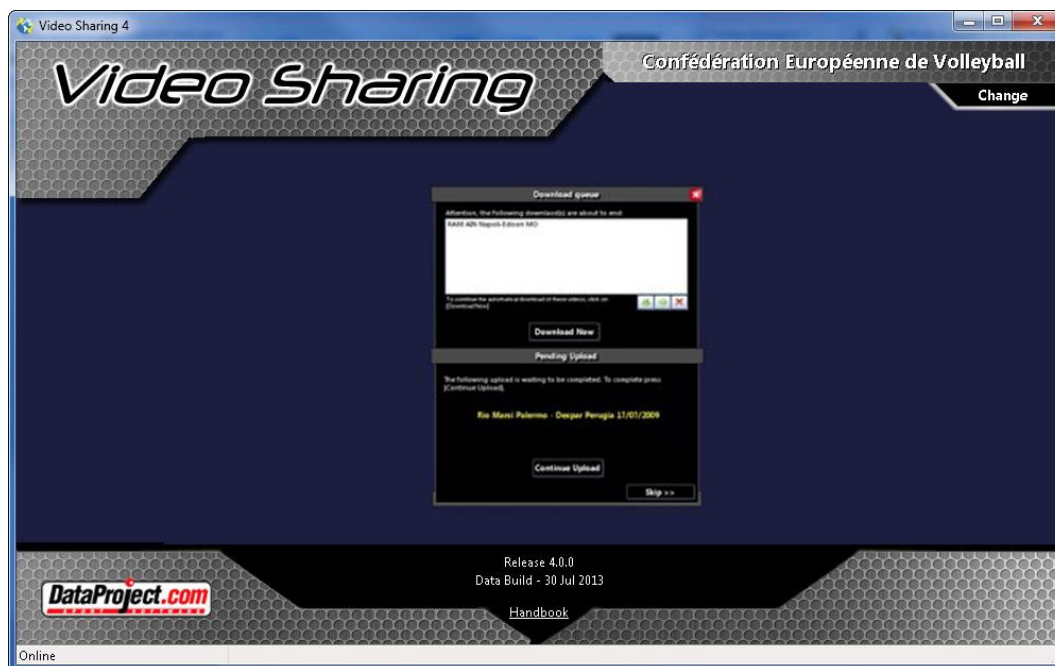 Video Sharing 4
Video Sharing
Confédération Européenne de Volleyball
Change
Download queue
Attention, the following download(s) are about to end:
Napoli-Edison MO
To continue the automatical download of these videos, click on
[Download Now]
Download New
Pending Upload
The following upload is waiting to be completed. To complete press
[Continue Upload].
Rio Marsi Palermo - Despar Perugia 17/07/2009
Continue Upload
Skip >>
Release 4.0.0
Data Build - 30 Jul 2013
Handbook
DataProject.com
SPORT SOFTWARE
Online